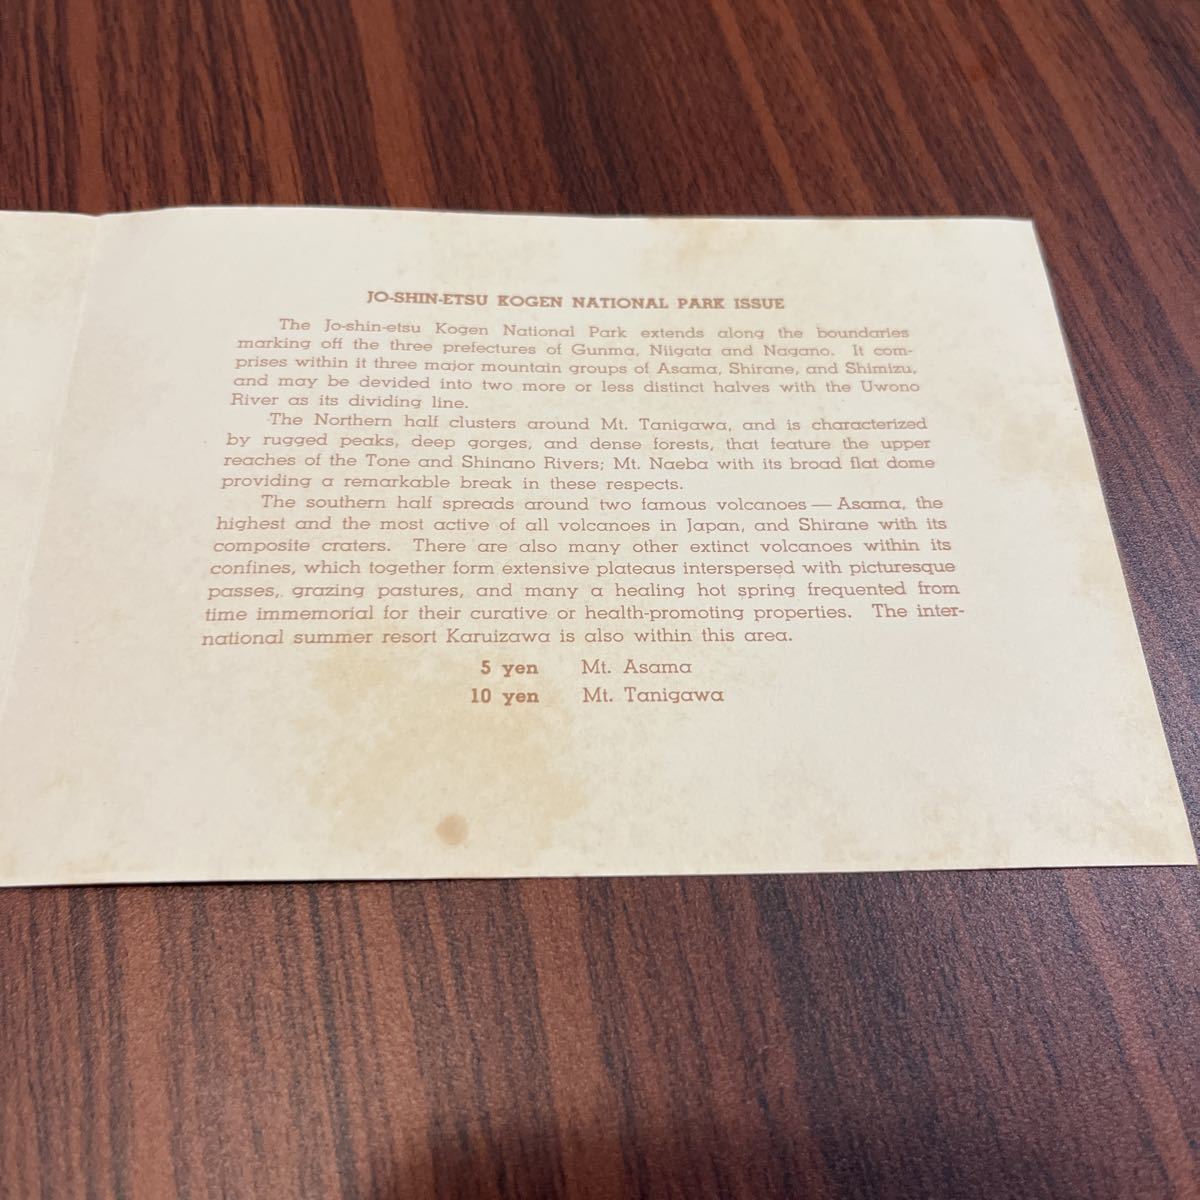 JO-SHIN-ETSU KOGEN NATIONAL PARK ISSUE
The Jo-shin-etsu Kogen National Park extends along the boundaries
marking off the three prefectures of Gunma, Niigata and Nagano. It com-
prises within it three major mountain groups of Asama, Shirane, and Shimizu,
and may be devided into two more or less distinct halves with the Uwono
River as its dividing line.
The Northern half clusters around Mt. Tanigawa, and is characterized
by rugged peaks, deep gorges, and dense forests, that feature the upper
reaches of the Tone and Shinano Rivers; Mt. Naeba with its broad flat dome
providing a remarkable break in these respects.
The southern half spreads around two famous volcanoes — Asama, the
highest and the most active of all volcanoes in Japan, and Shirane with its
composite craters. There are also many other extinct volcanoes within its
confines, which together form extensive plateaus interspersed with picturesque
passes, grazing pastures, and many a healing hot spring frequented from
time immemorial for their curative or health-promoting properties. The inter-
national summer resort Karuizawa is also within this area.
5 yen Mt. Asama
10 yen Mt. Tanigawa